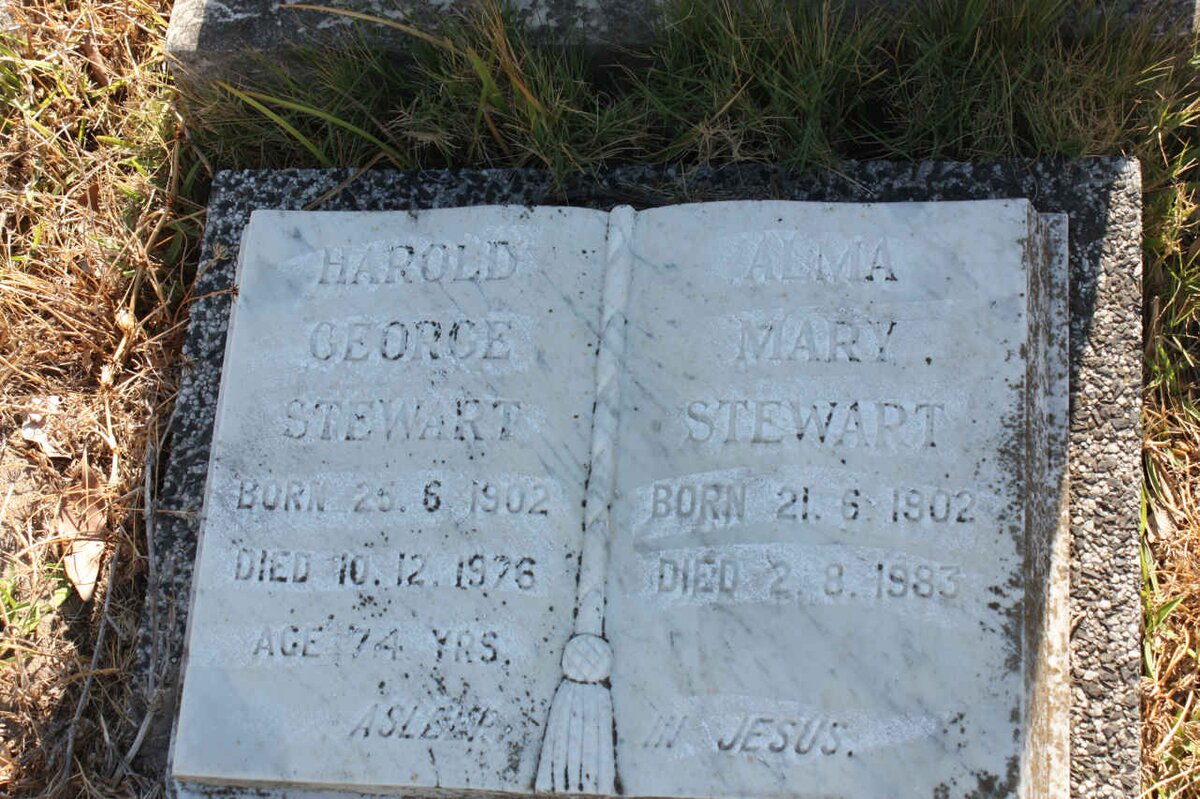 HAROLD
GEORGE
STEWART
BORN 25. 6. 1902
DIED 10. 12. 1976
AGE 74 YRS.
ALMA
MARY
STEWART
BORN 21. 6. 1902
DIED 2. 8. 1983
ASLEEP IN JESUS.